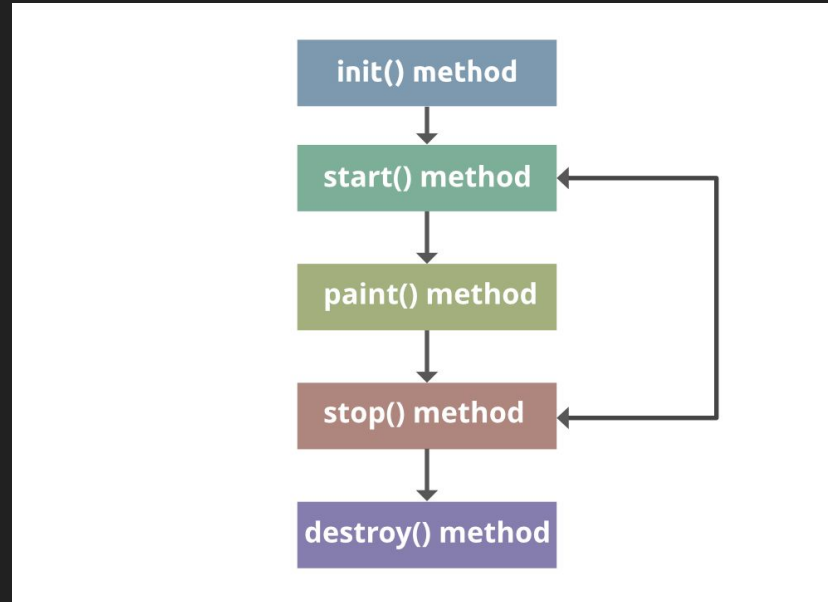 init() method
start() method
paint() method
stop() method
destroy() method